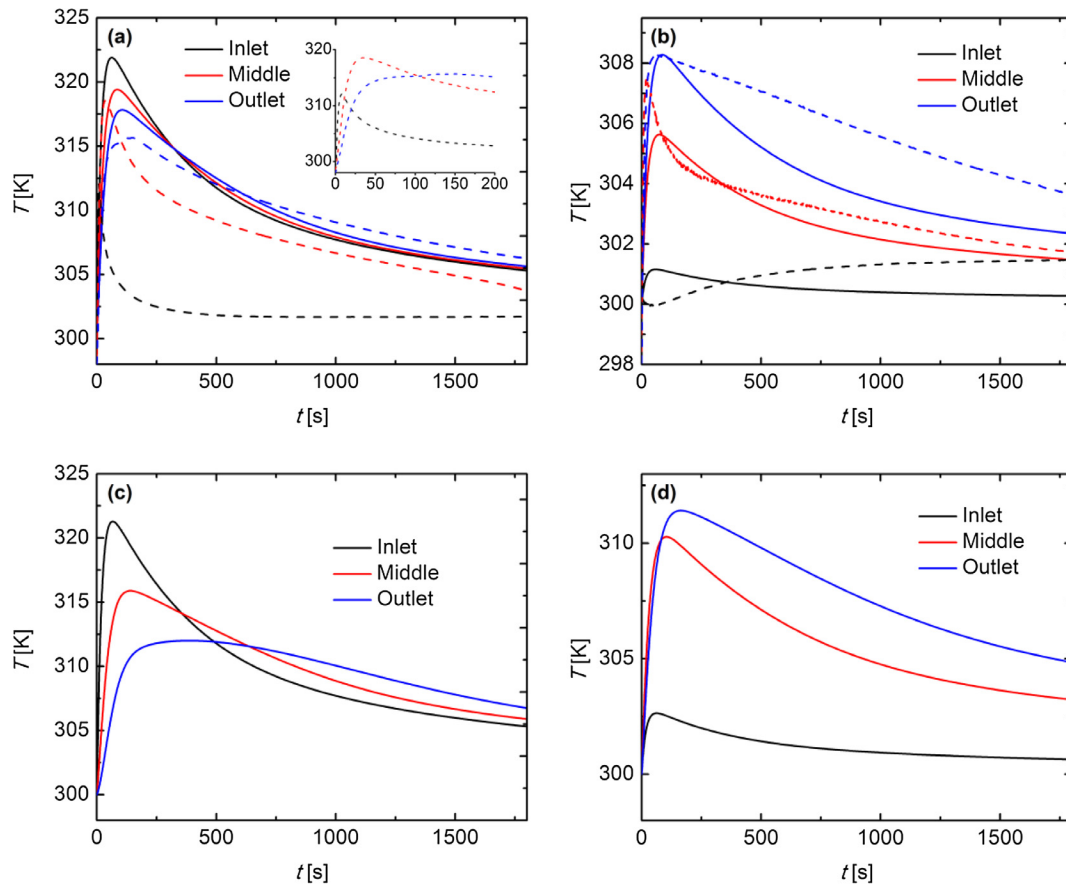 (a)
Inlet
Middle
Outlet
325
320
315
310
305
300
T [K]
0 500 1000 1500
t [s]
320
310
300
0 50 100 150 200
(b)
Inlet
Middle
Outlet
308
306
304
302
300
298
T [K]
0 500 1000 1500
t [s]
(c)
Inlet
Middle
Outlet
325
320
315
310
305
300
T [K]
0 500 1000 1500
t [s]
(d)
Inlet
Middle
Outlet
310
305
300
T [K]
0 500 1000 1500
t [s]